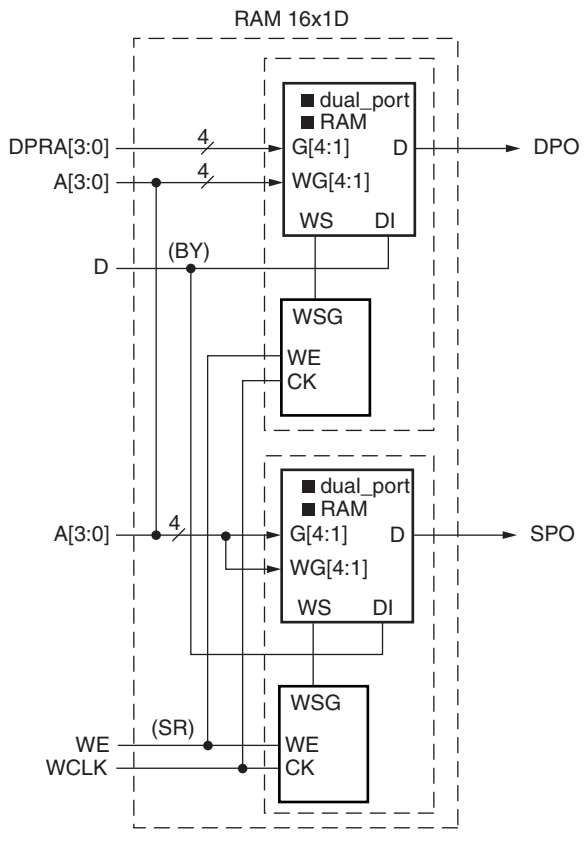 RAM 16x1D
dual_port
RAM
DPRA[3:0] 4 G[4:1] D DPO
A[3:0] 4 WG[4:1]
WS DI
D (BY)
WSG
WE
CK
dual_port
RAM
A[3:0] 4 G[4:1] D SPO
WG[4:1]
WS DI
WSG
WE (SR) WE
WCLK CK